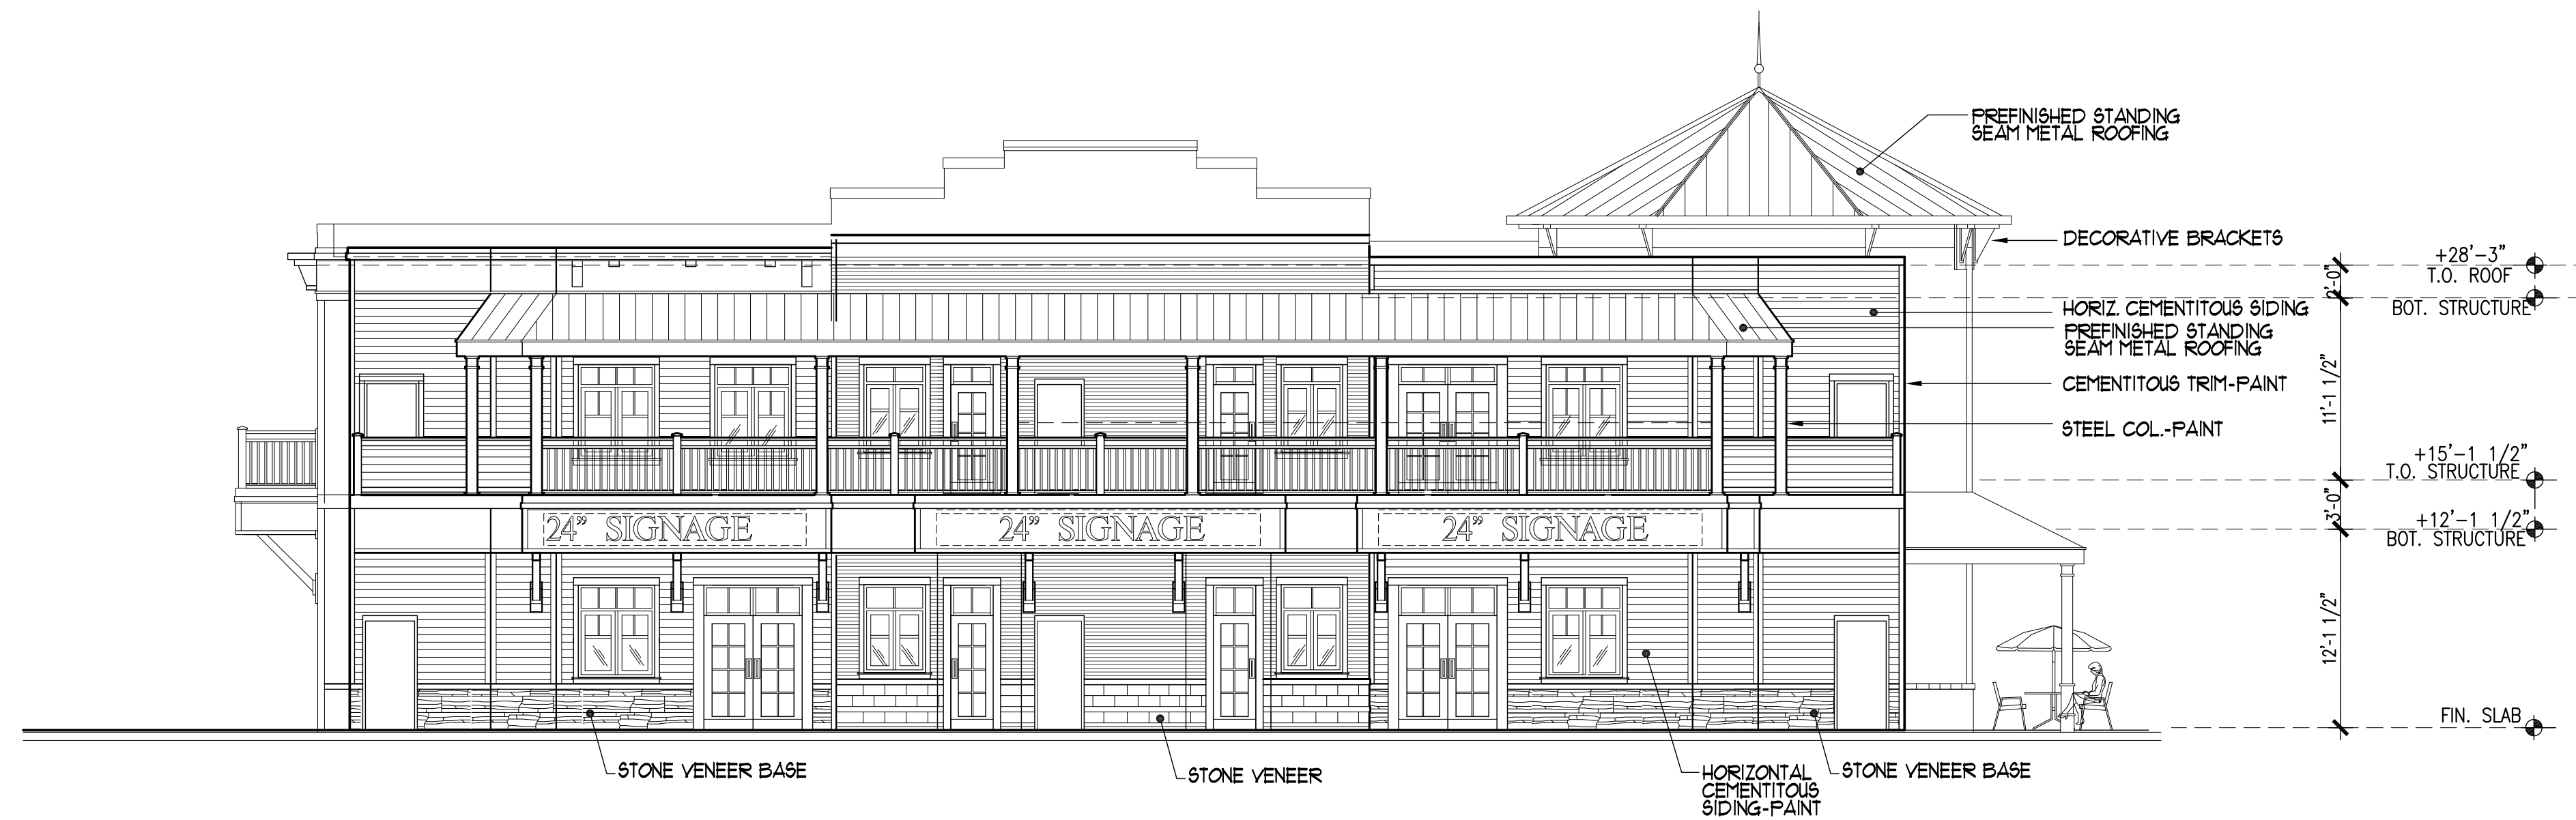 PREFINISHED STANDING
SEAM METAL ROOFING
DECORATIVE BRACKETS
+28'-3"
T.O. ROOF
2'-0"
BOT. STRUCTURE
HORIZ. CEMENTITOUS SIDING
PREFINISHED STANDING
SEAM METAL ROOFING
11'-1 1/2"
CEMENTITOUS TRIM-PAINT
STEEL COL.-PAINT
+15'-1 1/2"
T.O. STRUCTURE
3'-0"
+12'-1 1/2"
BOT. STRUCTURE
24" SIGNAGE
24" SIGNAGE
24" SIGNAGE
12'-1 1/2"
FIN. SLAB
STONE VENEER BASE
STONE VENEER
HORIZONTAL
CEMENTITOUS
SIDING-PAINT
STONE VENEER BASE